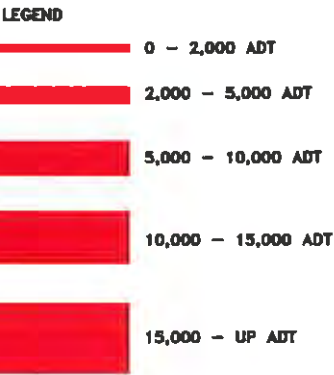 LEGEND
0 – 2,000 ADT
2,000 – 5,000 ADT
5,000 – 10,000 ADT
10,000 – 15,000 ADT
15,000 – UP ADT